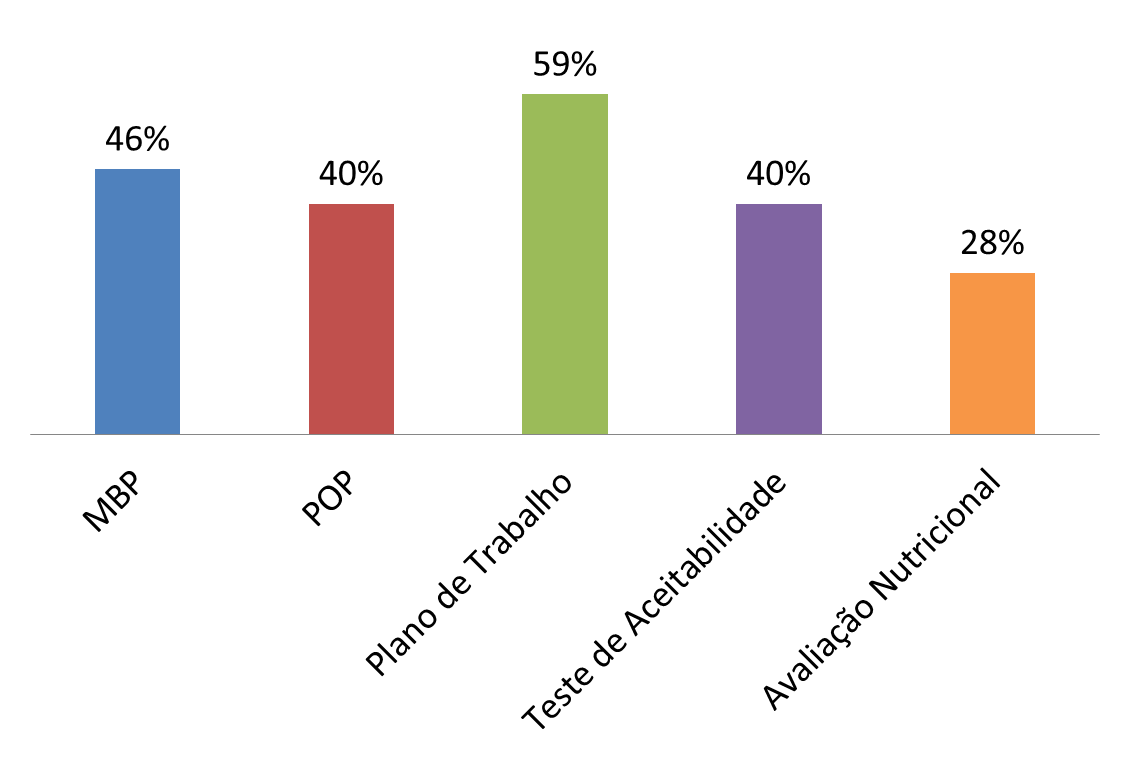 59%
46%
40%
40%
28%
MBP
POP
Plano de Trabalho
Teste de Aceitabilidade
Avaliação Nutricional